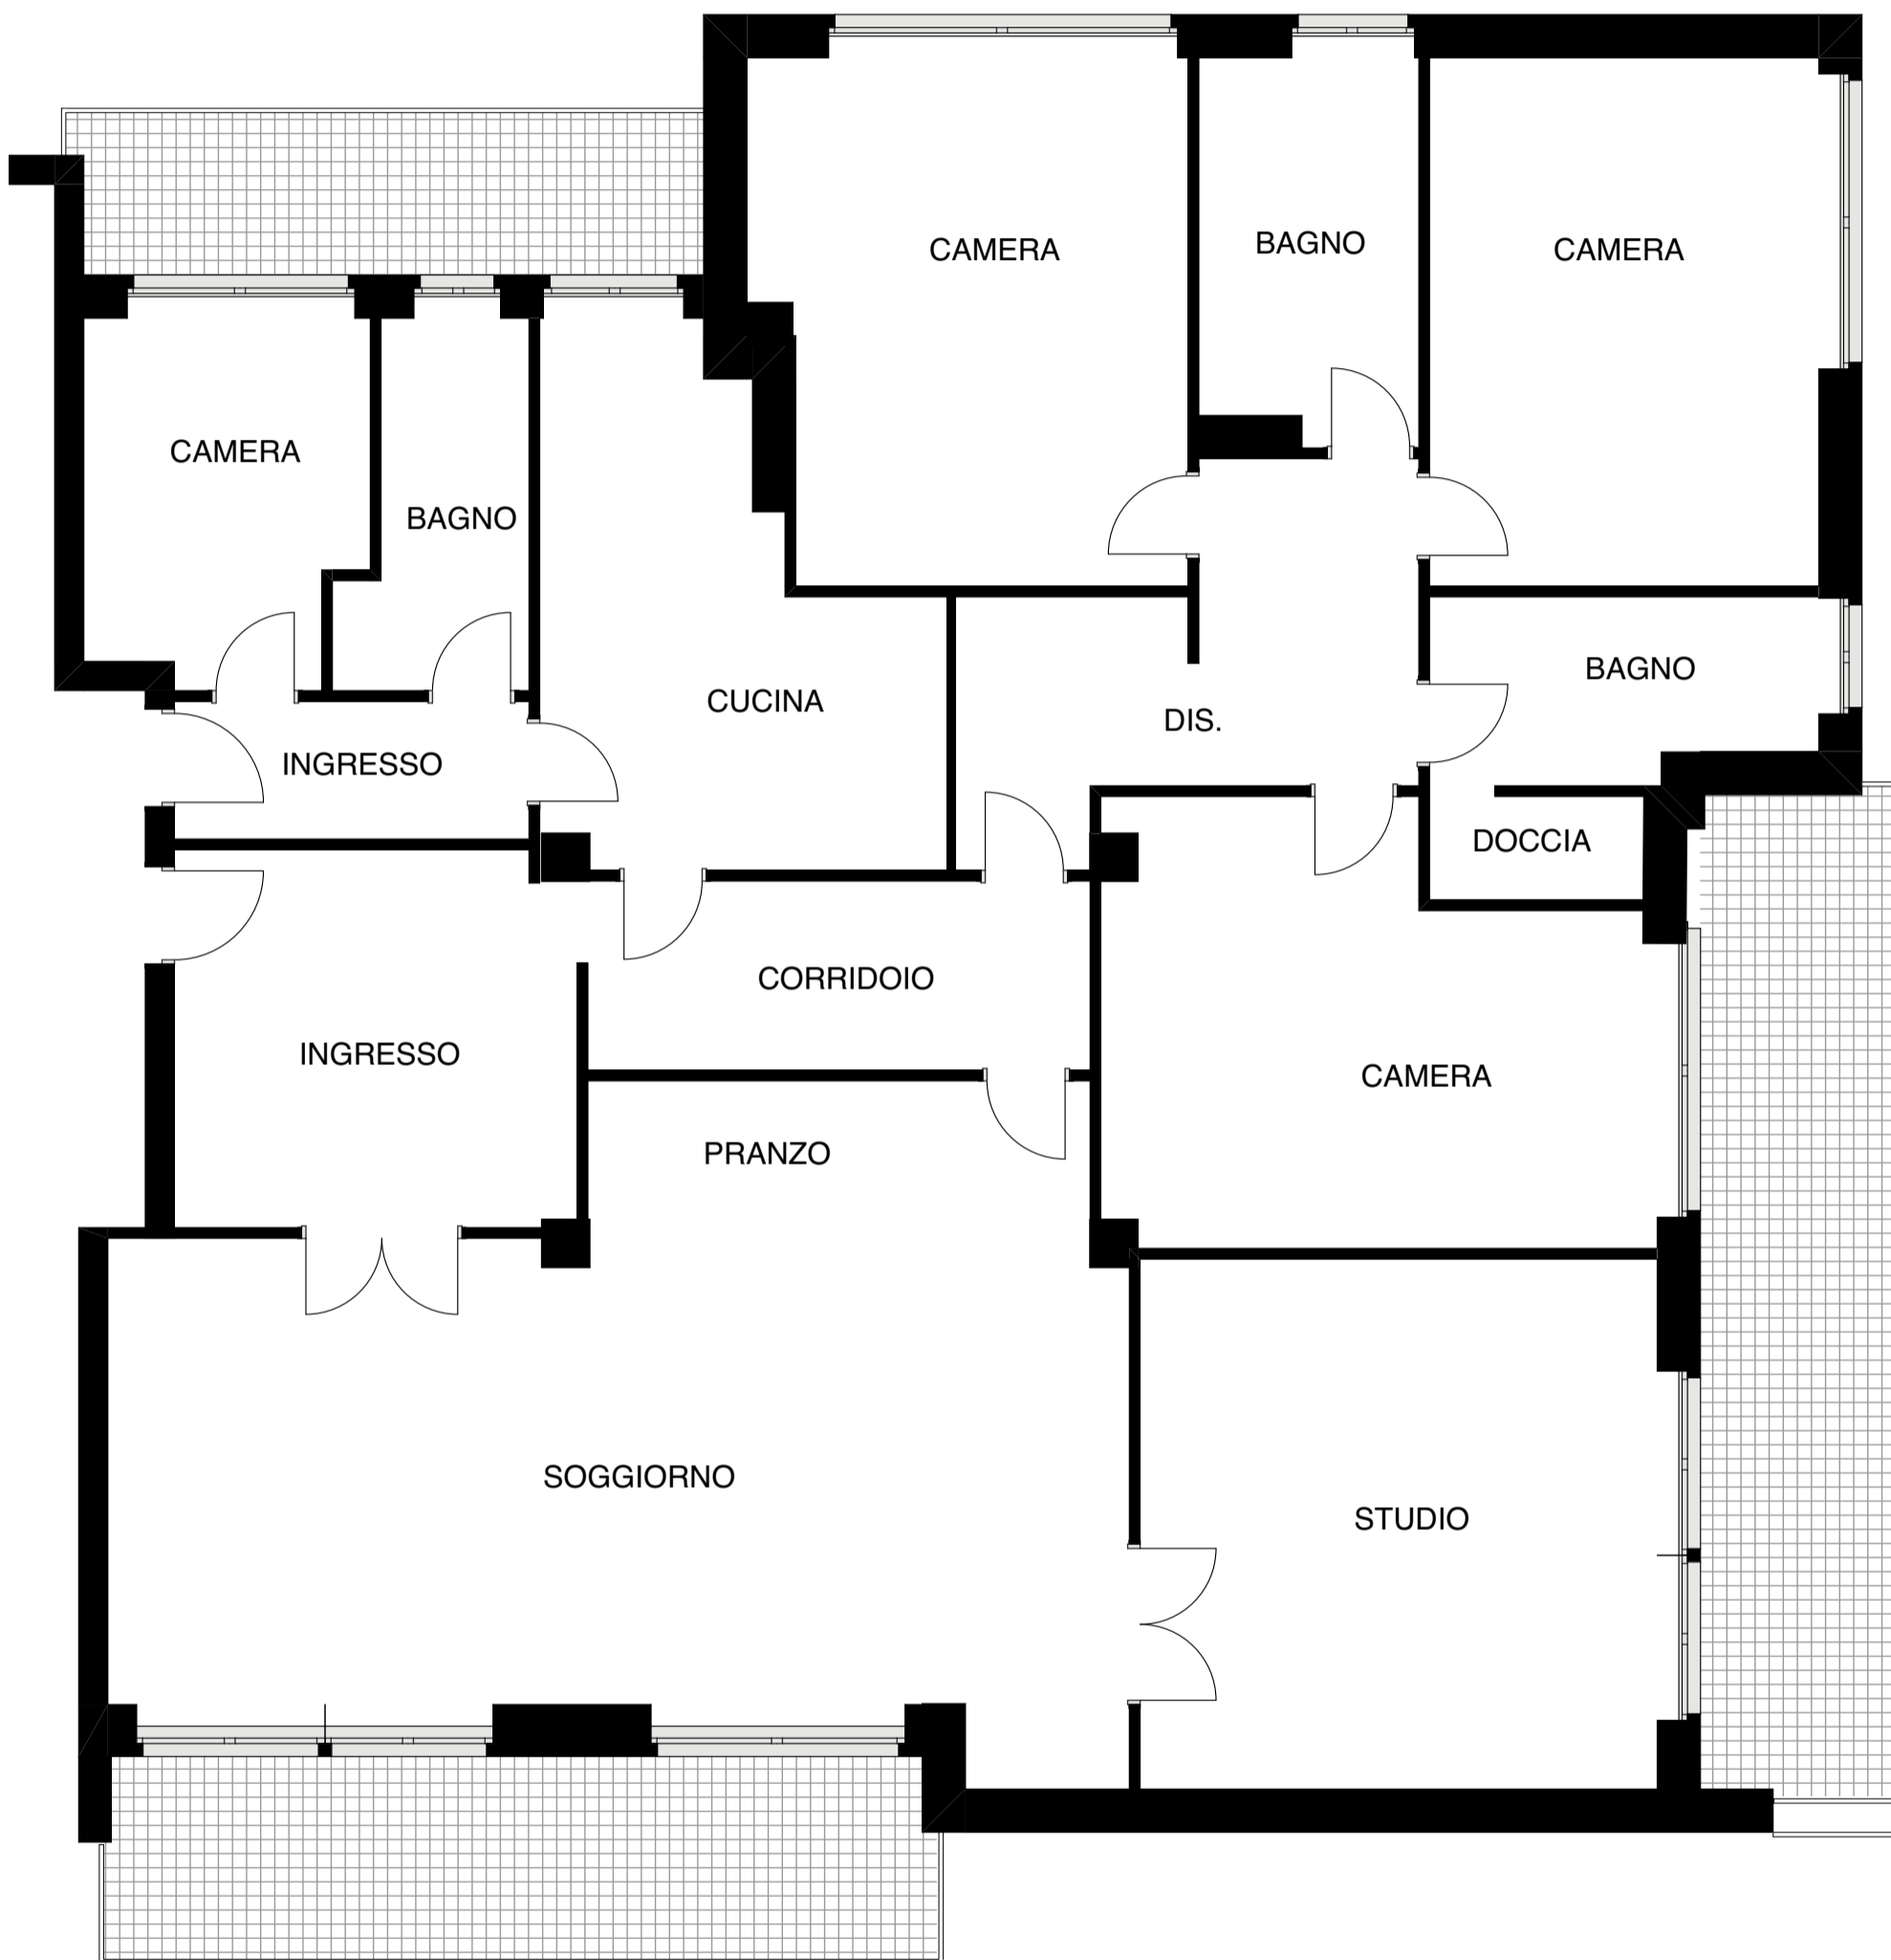 CAMERA
BAGNO
CAMERA
CAMERA
BAGNO
BAGNO
CUCINA
DIS.
INGRESSO
DOCCIA
CORRIDOIO
INGRESSO
CAMERA
PRANZO
SOGGIORNO
STUDIO